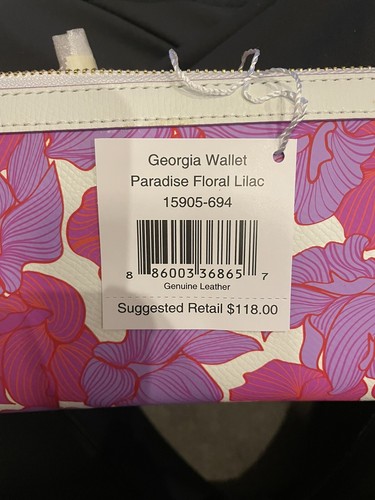 Georgia Wallet
Paradise Floral Lilac
15905-694
8 86003 36865 7
Genuine Leather
Suggested Retail $118.00